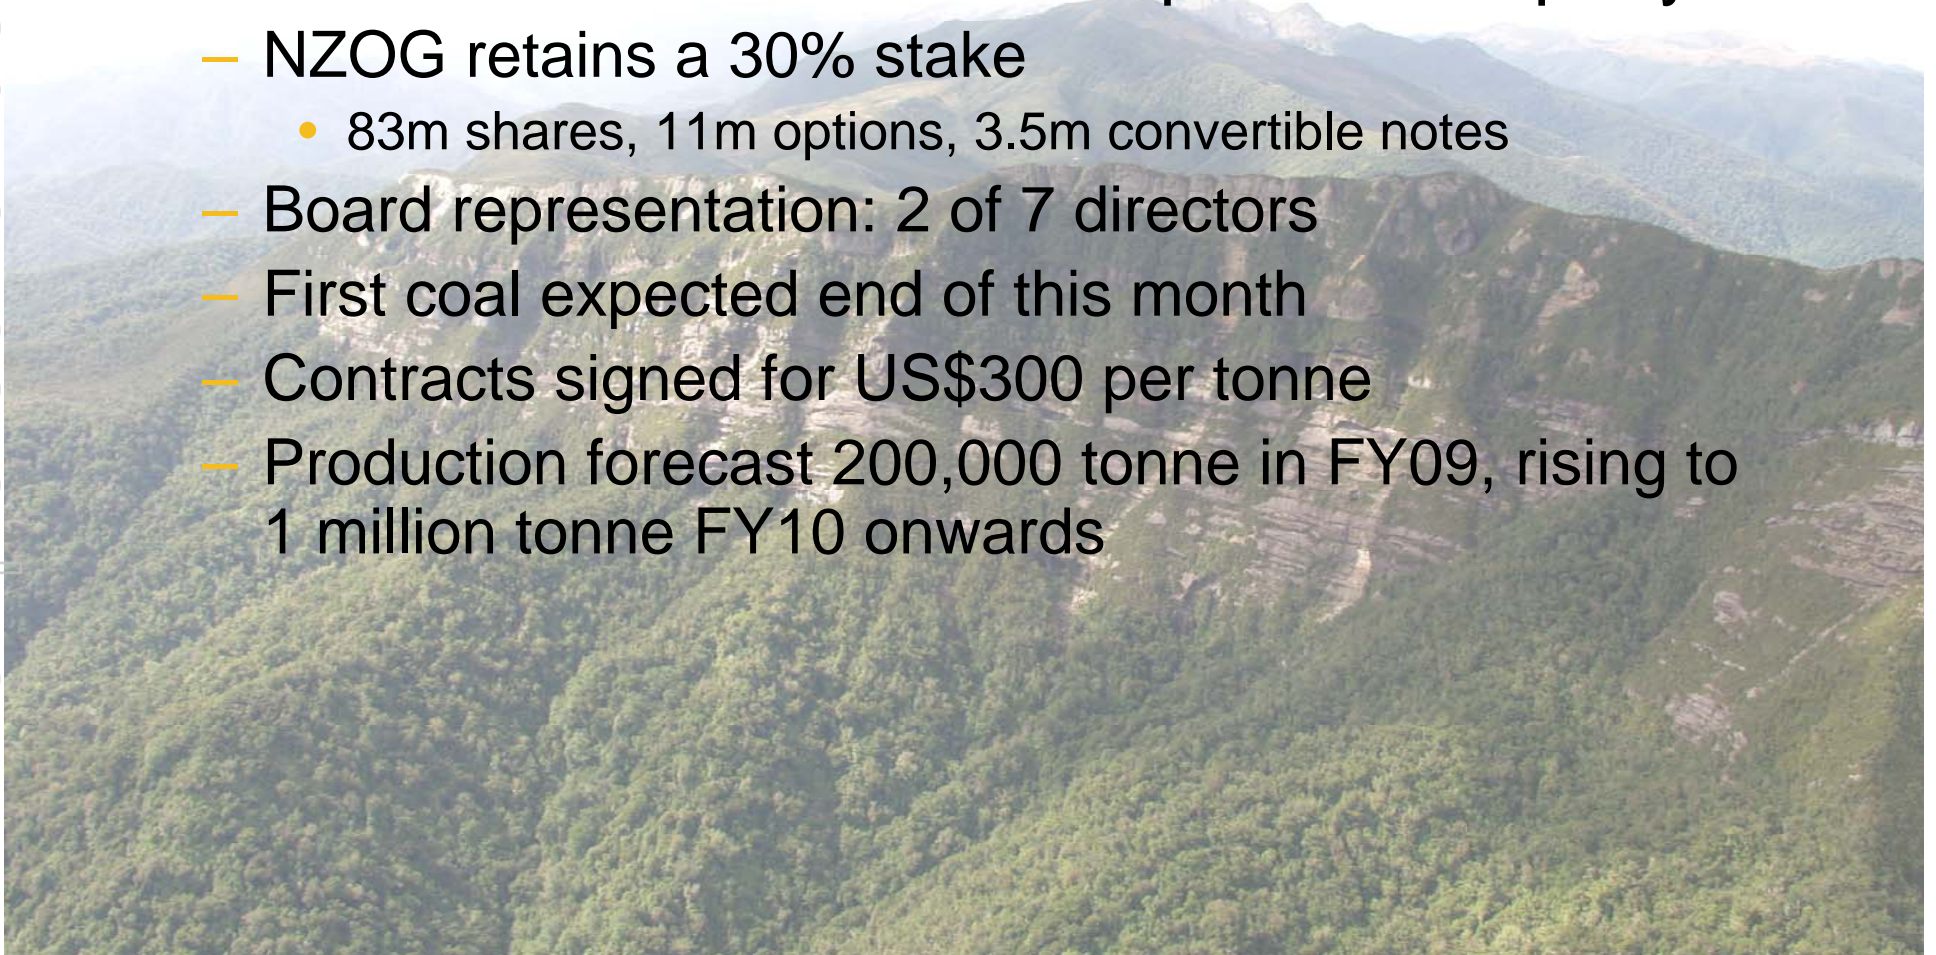 – NZOG retains a 30% stake
• 83m shares, 11m options, 3.5m convertible notes
– Board representation: 2 of 7 directors
– First coal expected end of this month
– Contracts signed for US$300 per tonne
– Production forecast 200,000 tonne in FY09, rising to
1 million tonne FY10 onwards